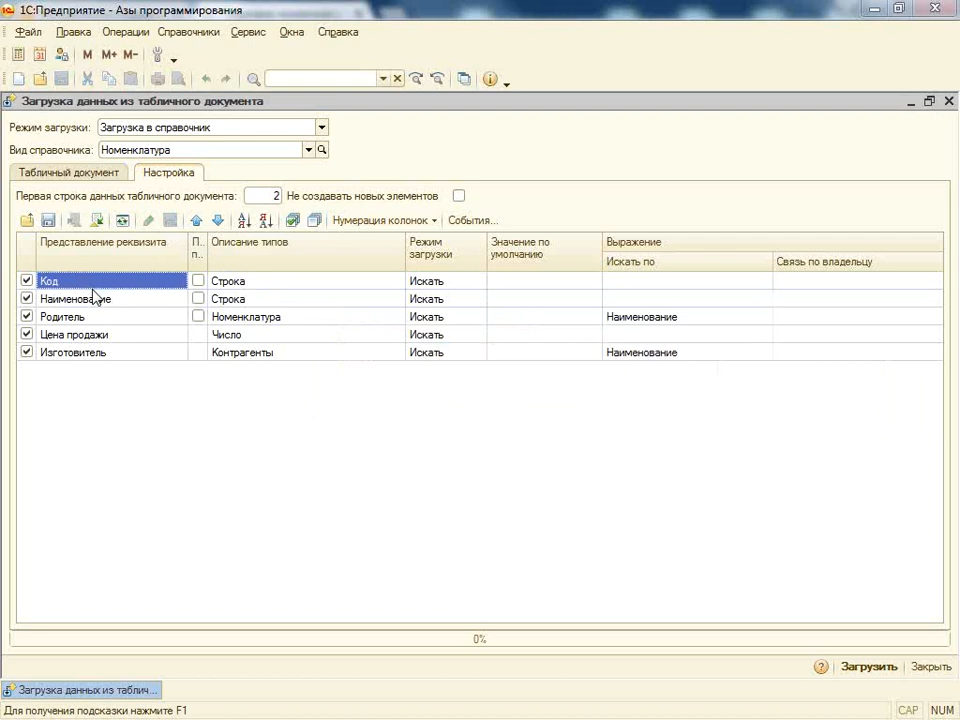 1С:Предприятие - Азы программирования
Файл Правка Операции Справочники Сервис Окна Справка
M M+ M-
Загрузка данных из табличного документа
Режим загрузки: Загрузка в справочник
Вид справочника: Номенклатура
Табличный документ Настройка
Первая строка данных табличного документа: 2 Не создавать новых элементов
Нумерация колонок События...
Представление реквизита П.. п.. Описание типов Режим загрузки Значение по умолчанию Выражение
Искать по Связь по владельцу
Код Строка Искать
Наименование Строка Искать
Родитель Номенклатура Искать Наименование
Цена продажи Число Искать
Изготовитель Контрагенты Искать Наименование
0%
Загрузить Закрыть
Загрузка данных из таблич...
Для получения подсказки нажмите F1 CAP NUM